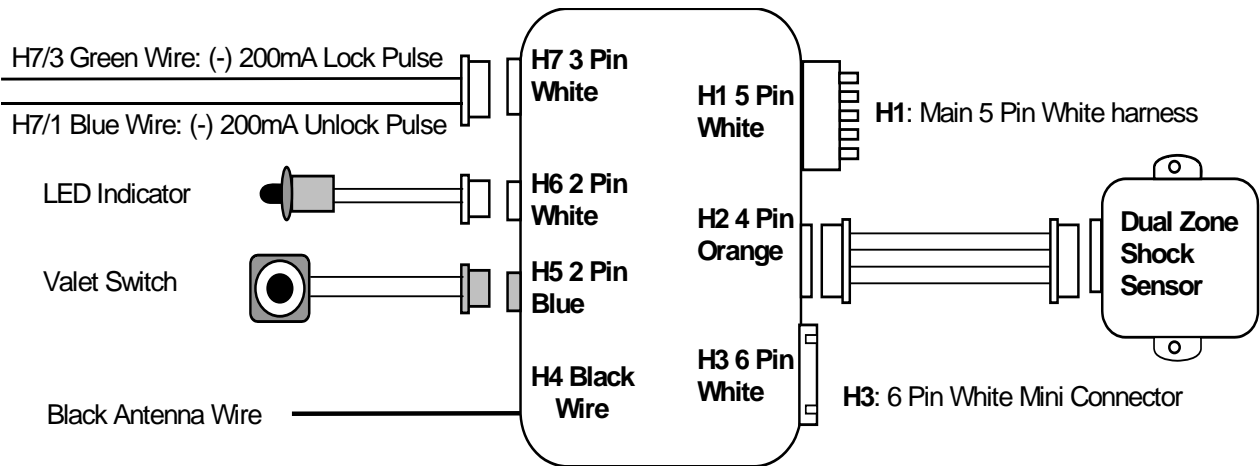 H7/3 Green Wire: (-) 200mA Lock Pulse
H7/1 Blue Wire: (-) 200mA Unlock Pulse
LED Indicator
Valet Switch
Black Antenna Wire
H7 3 Pin
White
H6 2 Pin
White
H5 2 Pin
Blue
H4 Black
Wire
H1 5 Pin
White
H2 4 Pin
Orange
H3 6 Pin
White
H1: Main 5 Pin White harness
Dual Zone
Shock
Sensor
H3: 6 Pin White Mini Connector